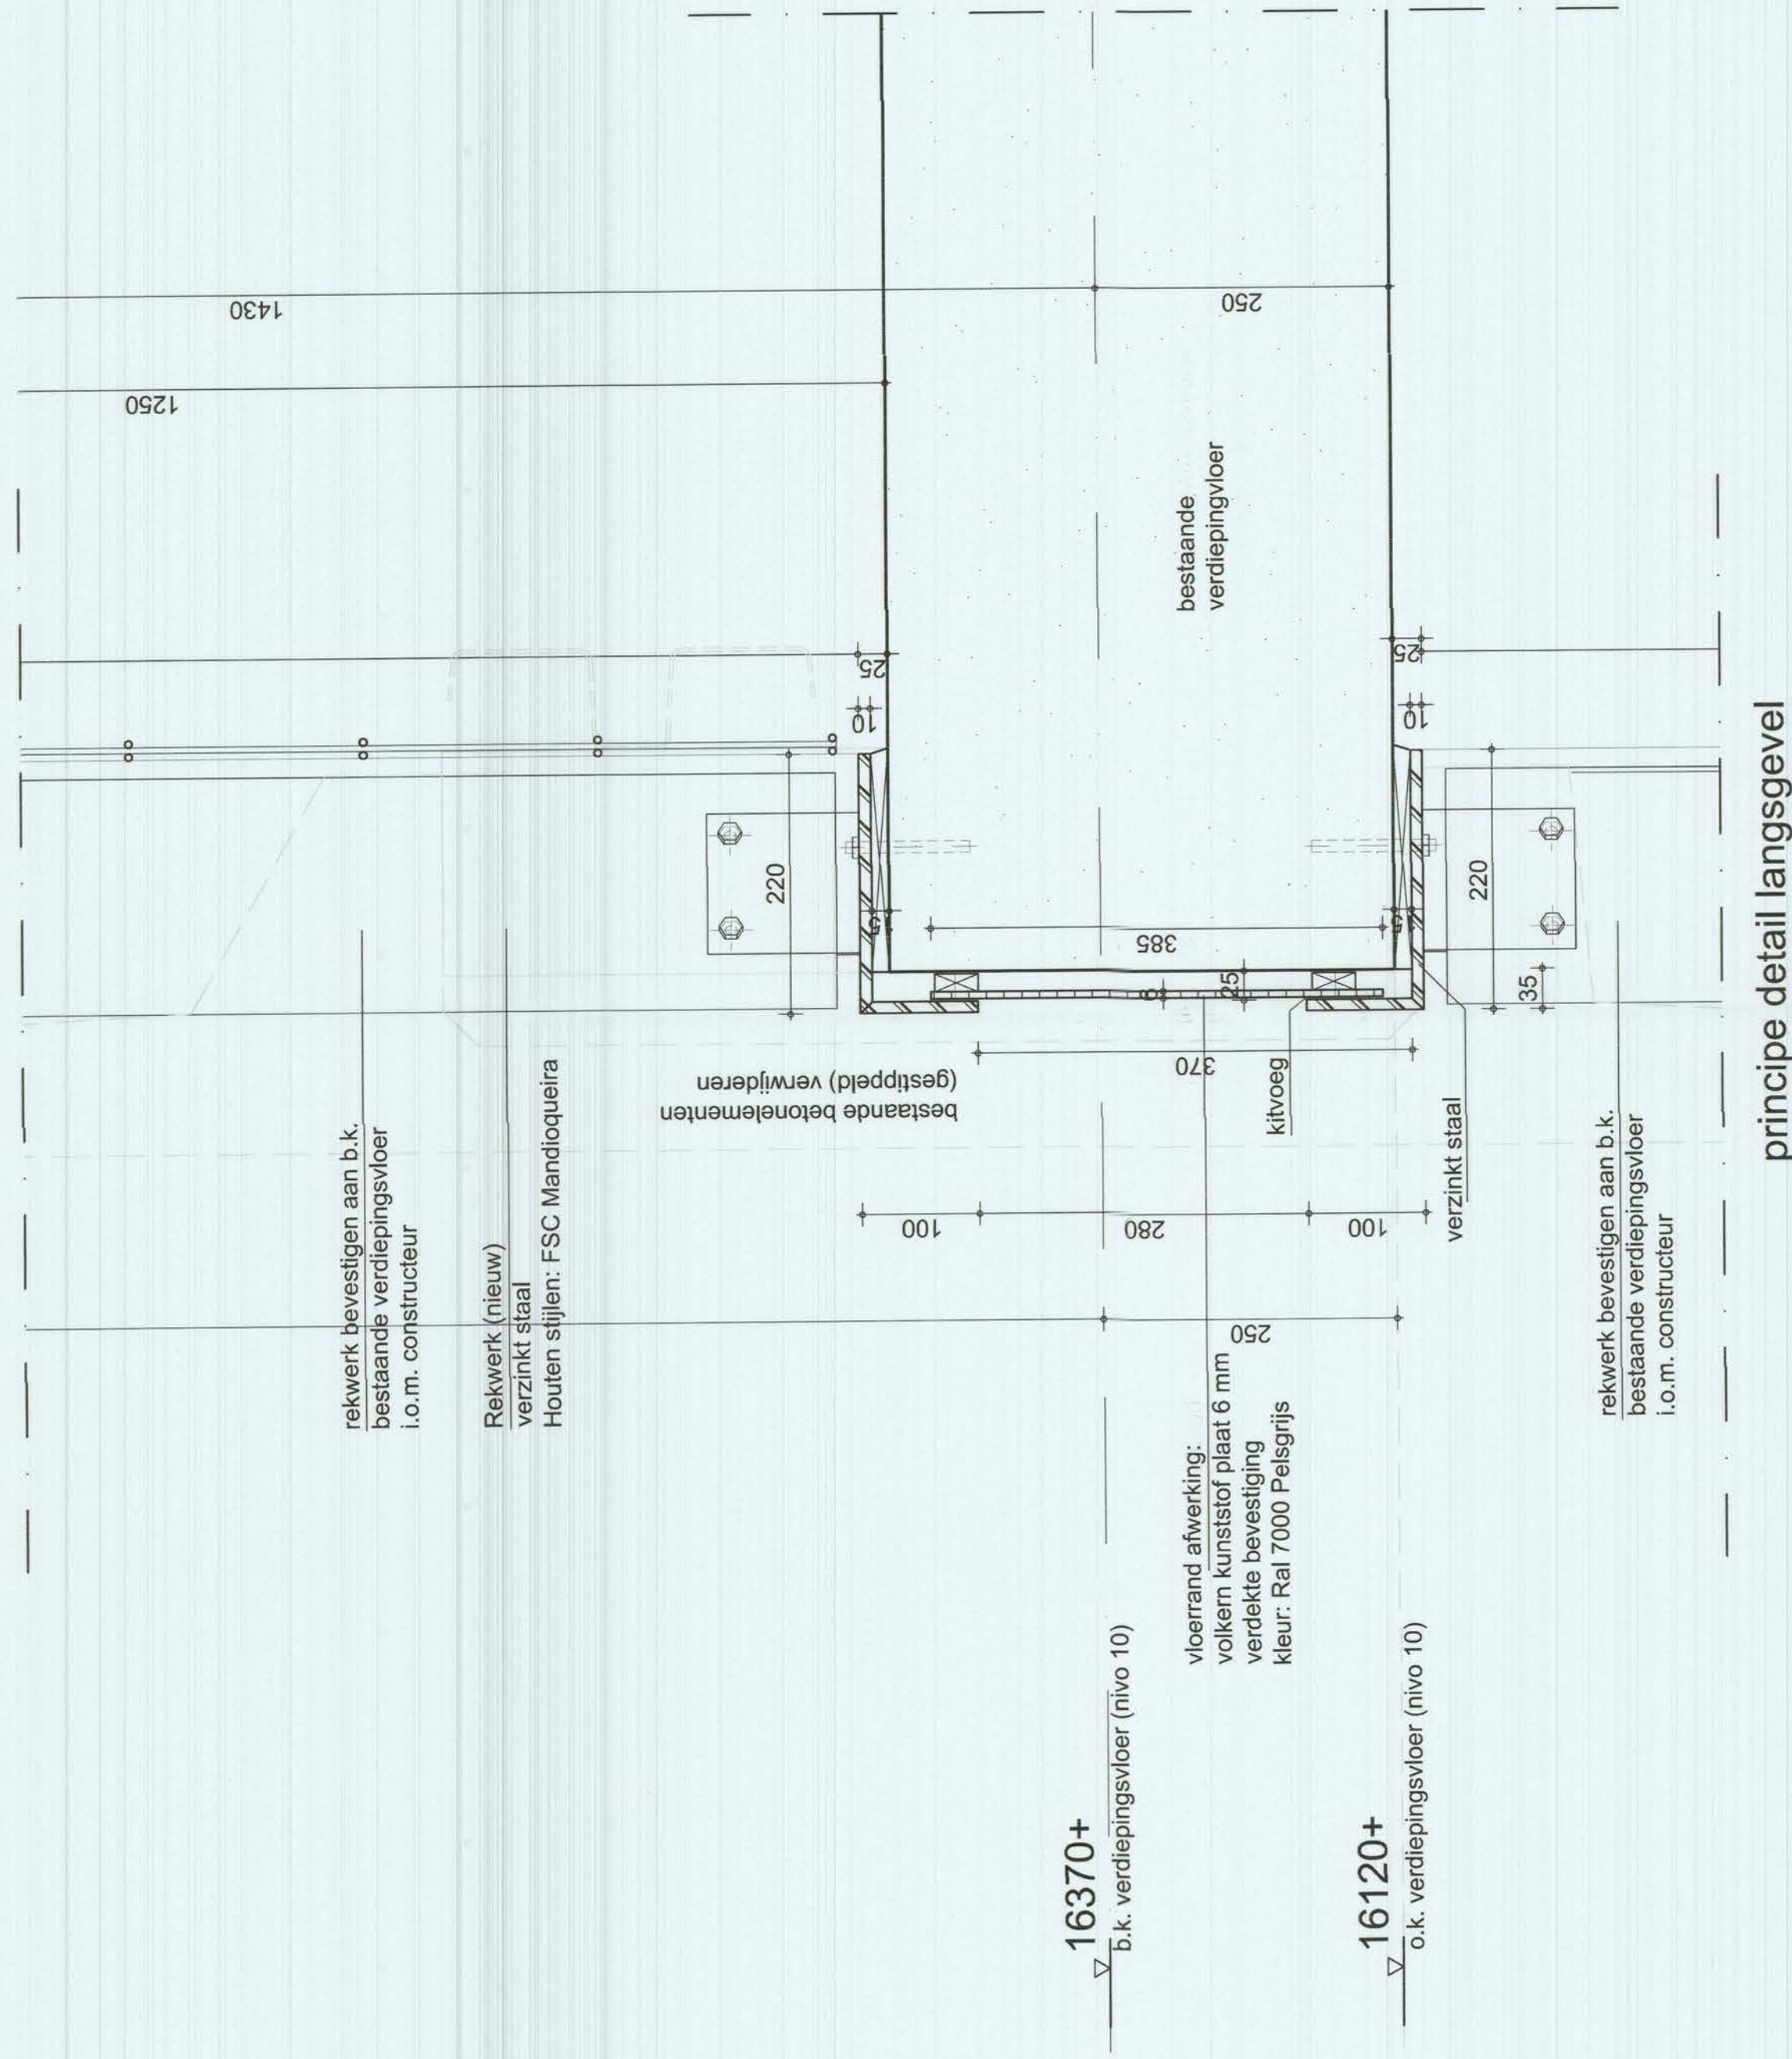 1430
1250
250
bestaande
verdiepingvloer
25
10
25
10
220
220
385
25
6
35
370
kitvoeg
verzinkt staal
bestaande betonelementen
(gestippeld) verwijderen
100
280
100
250
rekwerk bevestigen aan b.k.
bestaande verdiepingsvloer
i.o.m. constructeur
Rekwerk (nieuw)
verzinkt staal
Houten stijlen: FSC Mandioqueira
rekwerk bevestigen aan b.k.
bestaande verdiepingsvloer
i.o.m. constructeur
vloerrand afwerking:
volkern kunststof plaat 6 mm
verdekte bevestiging
kleur: Ral 7000 Pelsgrijs
16370+
b.k. verdiepingsvloer (nivo 10)
16120+
o.k. verdiepingsvloer (nivo 10)
principe detail langsgevel